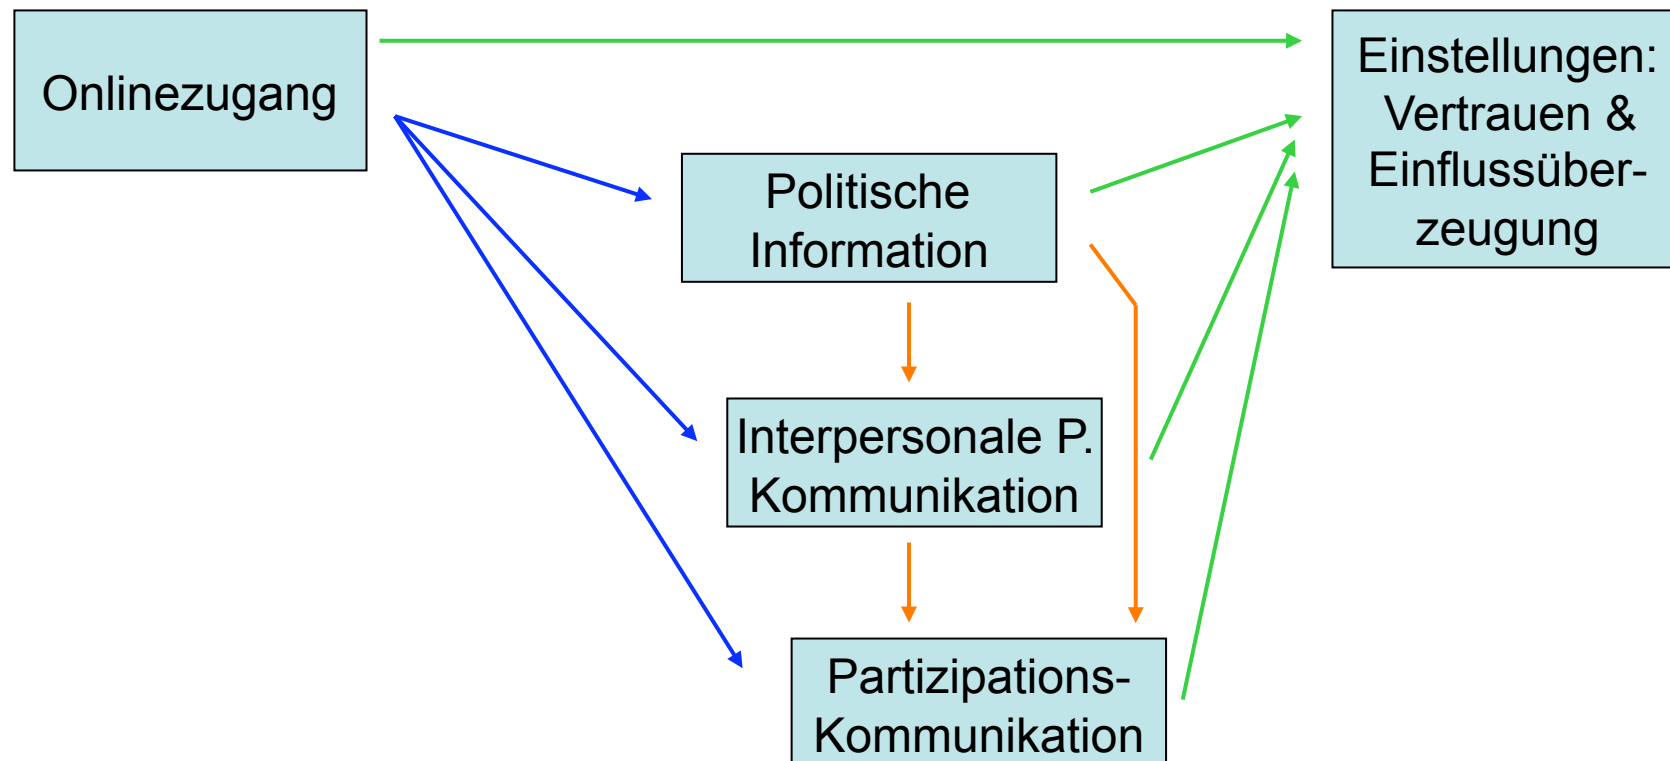 Onlinezugang
Einstellungen:
Vertrauen &
Einflussüber-
zeugung
Politische
Information
Interpersonale P.
Kommunikation
Partizipations-
Kommunikation